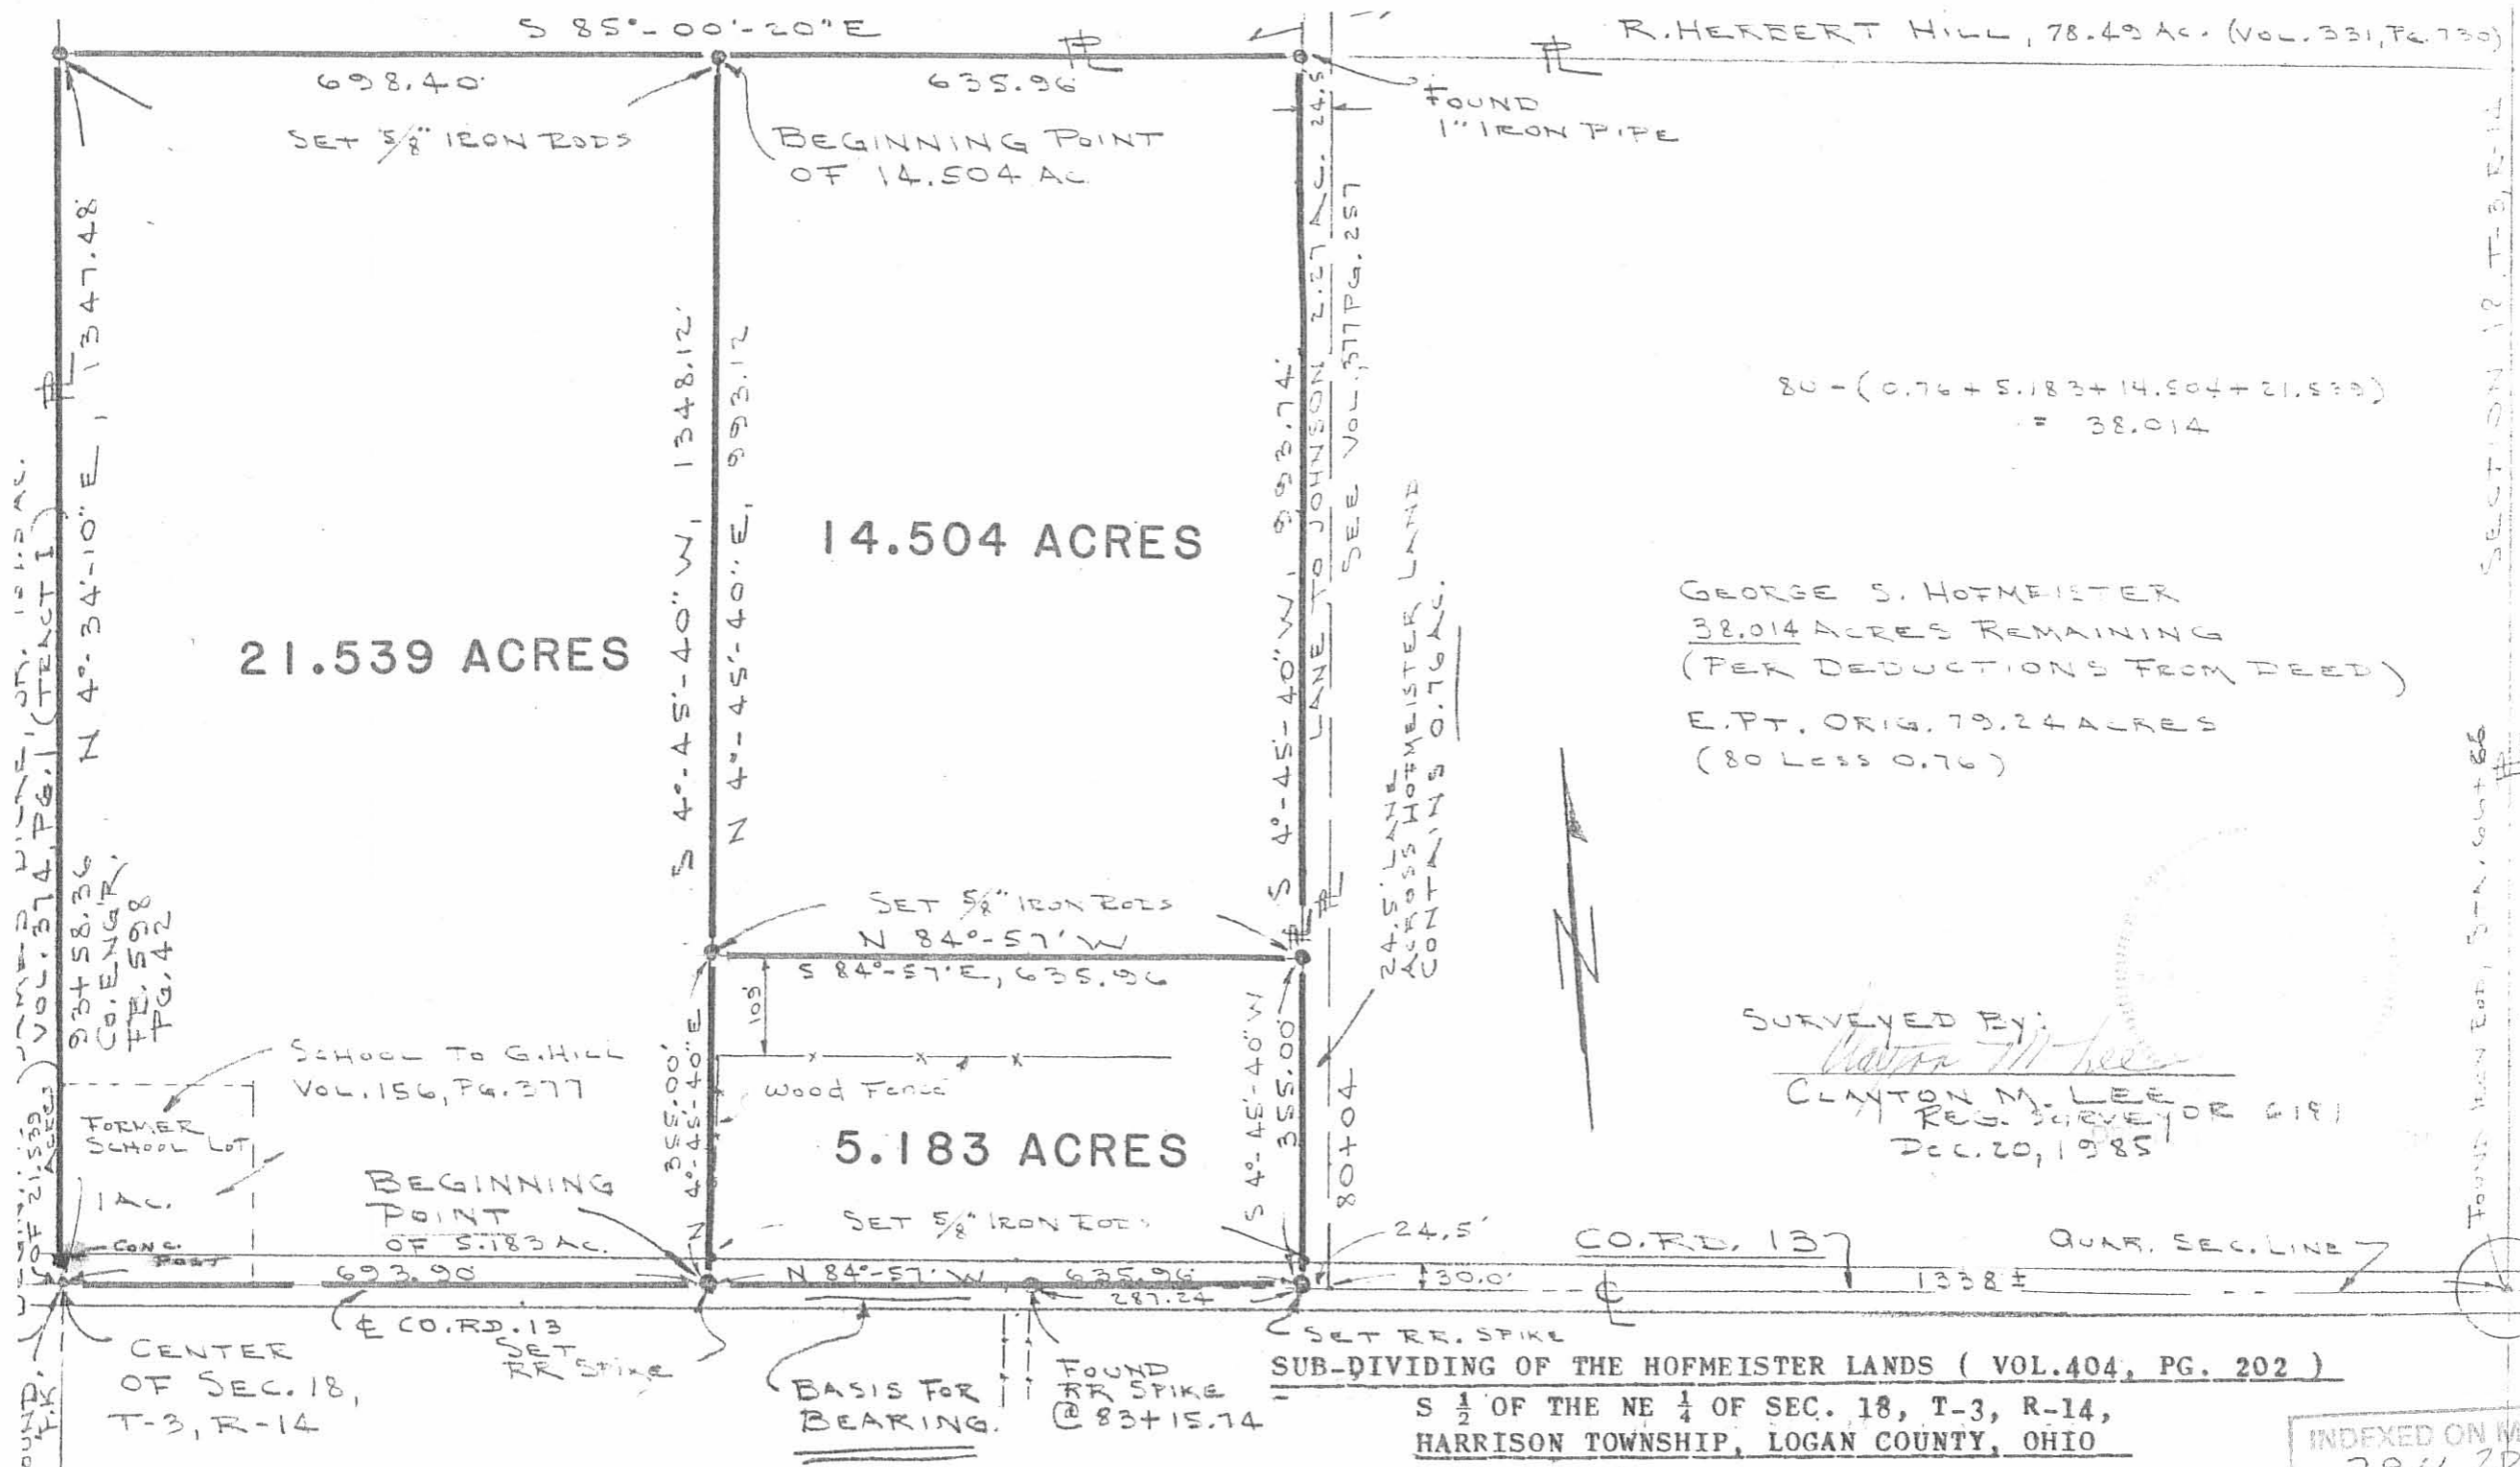 S 85°-00'-20"E
R. HERBERT HILL, 78.49 AC. (VOL. 331, PG. 730)
698.40'
635.96
24.5
FOUND
1" IRON PIPE
SET 5/8" IRON RODS
BEGINNING POINT
OF 14.504 AC
N 4°-34'-10" E, 1347.48
S 4°-45'-40" W, 1348.12'
N 4°-45'-40" E, 993.12
S 4°-45'-40" W, 993.74'
LANE TO JOHNSON 2.27 AC.
SEE VOL. 377 PG. 257
80 - (0.76 + 5.183 + 14.504 + 21.539)
= 38.014
14.504 ACRES
21.539 ACRES
GEORGE S. HOFMEISTER
38.014 ACRES REMAINING
(PER DEDUCTIONS FROM DEED)
E. PT. ORIG. 79.24 ACRES
(80 LESS 0.76)
24.5' LANE
ACROSS HOFMEISTER LAND
CONTAINS 0.76 AC.
VOL. 374, PG. 1 (TRACT I)
93+58.36
CO. ENG'R.
F.B. 598
PG. 42
SET 5/8" IRON RODS
N 84°-57' W
S 84°-57' E, 635.96
109'
Wood Fence
SCHOOL TO G. HILL
VOL. 156, PG. 377
FORMER
SCHOOL LOT
1 AC.
CONC.
POST
OF 21.539
ACRES)
355.00'
N 4°-45'-40" E
S 4°-45'-40" W
355.00'
80+04
5.183 ACRES
SURVEYED BY:
Clayton M. Lee
CLAYTON M. LEE
REG. SURVEYOR 6191
DEC. 20, 1985
BEGINNING
POINT
OF 5.183 AC.
SET 5/8" IRON RODS
24.5'
CO. RD. 13
QUAR. SEC. LINE
693.90
N 84°-57' W
635.96
287.24
30.0'
℄
1338 ±
℄ CO. RD. 13
SET
RR SPIKE
SET RR. SPIKE
CENTER
OF SEC. 18,
T-3, R-14
BASIS FOR
BEARING.
FOUND
RR SPIKE
@ 83+15.74
SUB-DIVIDING OF THE HOFMEISTER LANDS ( VOL.404, PG. 202 )
S ½ OF THE NE ¼ OF SEC. 18, T-3, R-14,
HARRISON TOWNSHIP, LOGAN COUNTY, OHIO
INDEXED ON